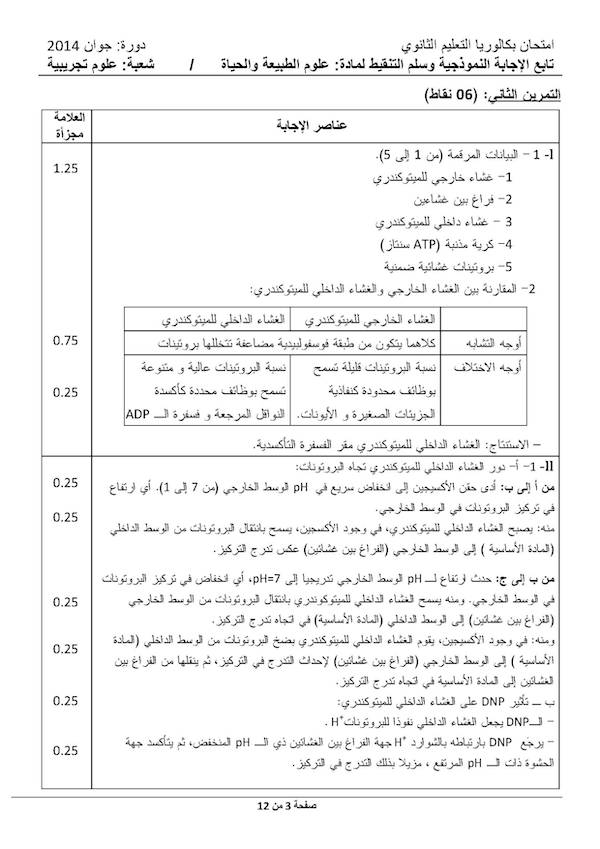 امتحان بكالوريا التعليم الثانوي دورة: جوان 2014
تابع الإجابة النموذجية وسلم التنقيط لمادة: علوم الطبيعة والحياة / شعبة: علوم تجريبية
التمرين الثاني: (06 نقاط)
عناصر الإجابة العلامة
مجزأة
I- 1 – البيانات المرقمة (من 1 إلى 5). 1.25
1– غشاء خارجي للميتوكندري
2– فراغ بين غشاءين
3 – غشاء داخلي للميتوكندري
4– كرية مذنبة (ATP سنتاز)
5– بروتينات غشائية ضمنية
2– المقارنة بين الغشاء الخارجي والغشاء الداخلي للميتوكندري:
الغشاء الخارجي للميتوكندري الغشاء الداخلي للميتوكندري
أوجه التشابه كلاهما يتكون من طبقة فوسفولبيدية مضاعفة تتخللها بروتينات 0.75
أوجه الاختلاف نسبة البروتينات قليلة تسمح نسبة البروتينات عالية و متنوعة
بوظائف محدودة كنفاذية تسمح بوظائف محددة كأكسدة 0.25
الجزيئات الصغيرة و الأيونات. النواقل المرجعة و فسفرة الـــ ADP
– الاستنتاج: الغشاء الداخلي للميتوكندري مقر الفسفرة التأكسدية.
II- 1– أ– دور الغشاء الداخلي للميتوكندري تجاه البروتونات:
من أ إلى ب: أدى حقن الأكسيجين إلى انخفاض سريع في pH الوسط الخارجي (من 7 إلى 1). أي ارتفاع 0.25
في تركيز البروتونات في الوسط الخارجي.
منه: يصبح الغشاء الداخلي للميتوكندري، في وجود الأكسجين، يسمح بانتقال البروتونات من الوسط الداخلي 0.25
(المادة الأساسية ) إلى الوسط الخارجي (الفراغ بين غشائين) عكس تدرج التركيز.
من ب إلى ج: حدث ارتفاع لـــ pH الوسط الخارجي تدريجيا إلى pH=7، أي انخفاض في تركيز البروتونات
في الوسط الخارجي. ومنه يسمح الغشاء الداخلي للميتوكوندري بانتقال البروتونات من الوسط الخارجي 0.25
(الفراغ بين غشائين) إلى الوسط الداخلي (المادة الأساسية) في اتجاه تدرج التركيز.
ومنه: في وجود الأكسيجين، يقوم الغشاء الداخلي للميتوكندري بضخ البروتونات من الوسط الداخلي (المادة 0.25
الأساسية ) إلى الوسط الخارجي (الفراغ بين غشائين) لإحداث التدرج في التركيز، ثم ينقلها من الفراغ بين
الغشائين إلى المادة الأساسية في اتجاه تدرج التركيز.
ب ـــ تأثير DNP على الغشاء الداخلي للميتوكندري: 0.25
– الـــDNP يجعل الغشاء الداخلي نفوذا للبروتونات H⁺.
– يرجَع DNP بارتباطه بالشوارد H⁺ جهة الفراغ بين الغشائين ذي الـــ pH المنخفض، ثم يتأكسد جهة 0.25
الحشوة ذات الـــ pH المرتفع ، مزيلا بذلك التدرج في التركيز.
صفحة 3 من 12